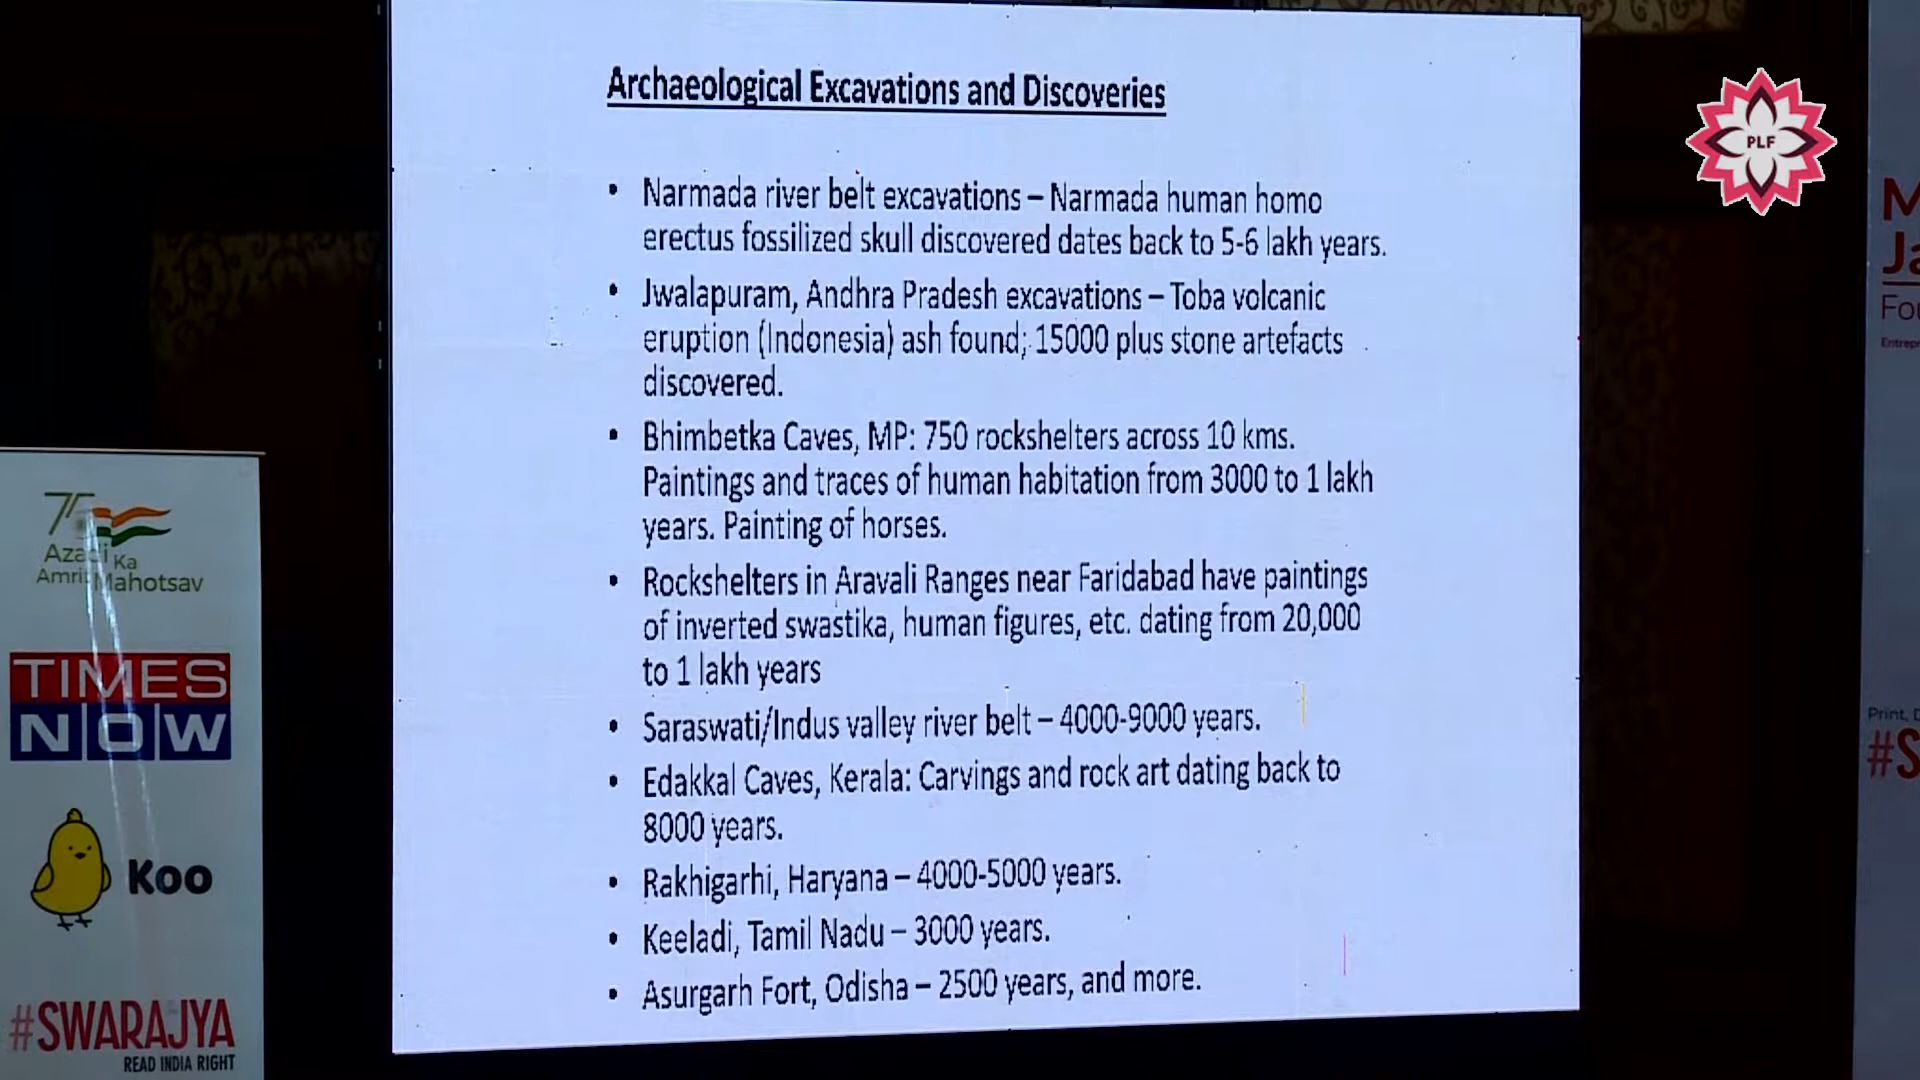 Archaeological Excavations and Discoveries
• Narmada river belt excavations – Narmada human homo
erectus fossilized skull discovered dates back to 5-6 lakh years.
• Jwalapuram, Andhra Pradesh excavations – Toba volcanic
eruption (Indonesia) ash found; 15000 plus stone artefacts
discovered.
• Bhimbetka Caves, MP: 750 rockshelters across 10 kms.
Paintings and traces of human habitation from 3000 to 1 lakh
years. Painting of horses.
• Rockshelters in Aravali Ranges near Faridabad have paintings
of inverted swastika, human figures, etc. dating from 20,000
to 1 lakh years
• Saraswati/Indus valley river belt – 4000-9000 years.
• Edakkal Caves, Kerala: Carvings and rock art dating back to
8000 years.
• Rakhigarhi, Haryana – 4000-5000 years.
• Keeladi, Tamil Nadu – 3000 years.
• Asurgarh Fort, Odisha – 2500 years, and more.
PLF
75
Azadi Ka
Amrit Mahotsav
TIMES
NOW
Koo
#SWARAJYA
READ INDIA RIGHT
Print,
#S